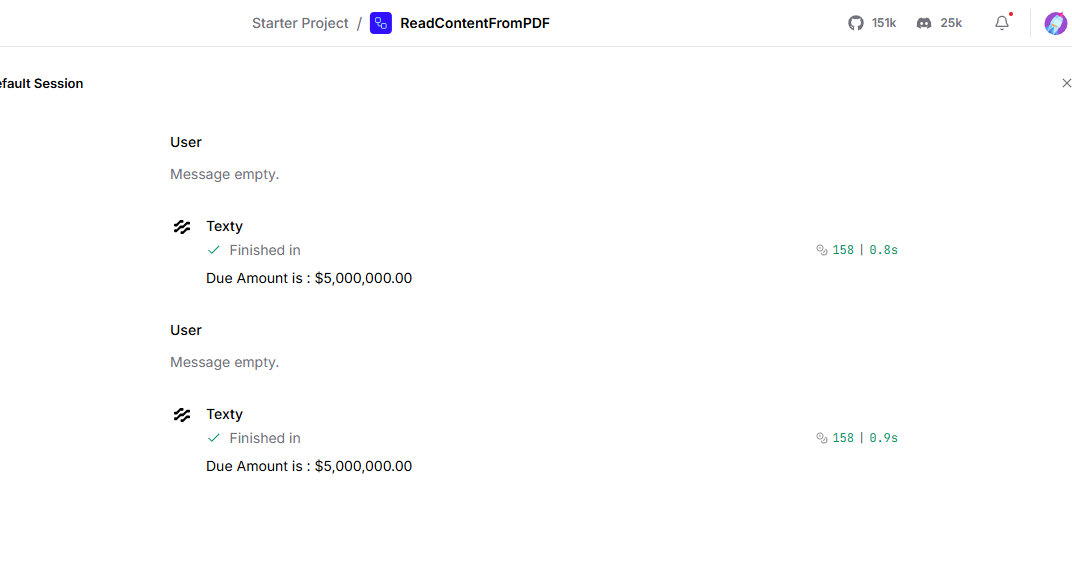 Starter Project / ReadContentFromPDF 151k 25k
efault Session
User
Message empty.
Texty
Finished in 158 | 0.8s
Due Amount is : $5,000,000.00
User
Message empty.
Texty
Finished in 158 | 0.9s
Due Amount is : $5,000,000.00